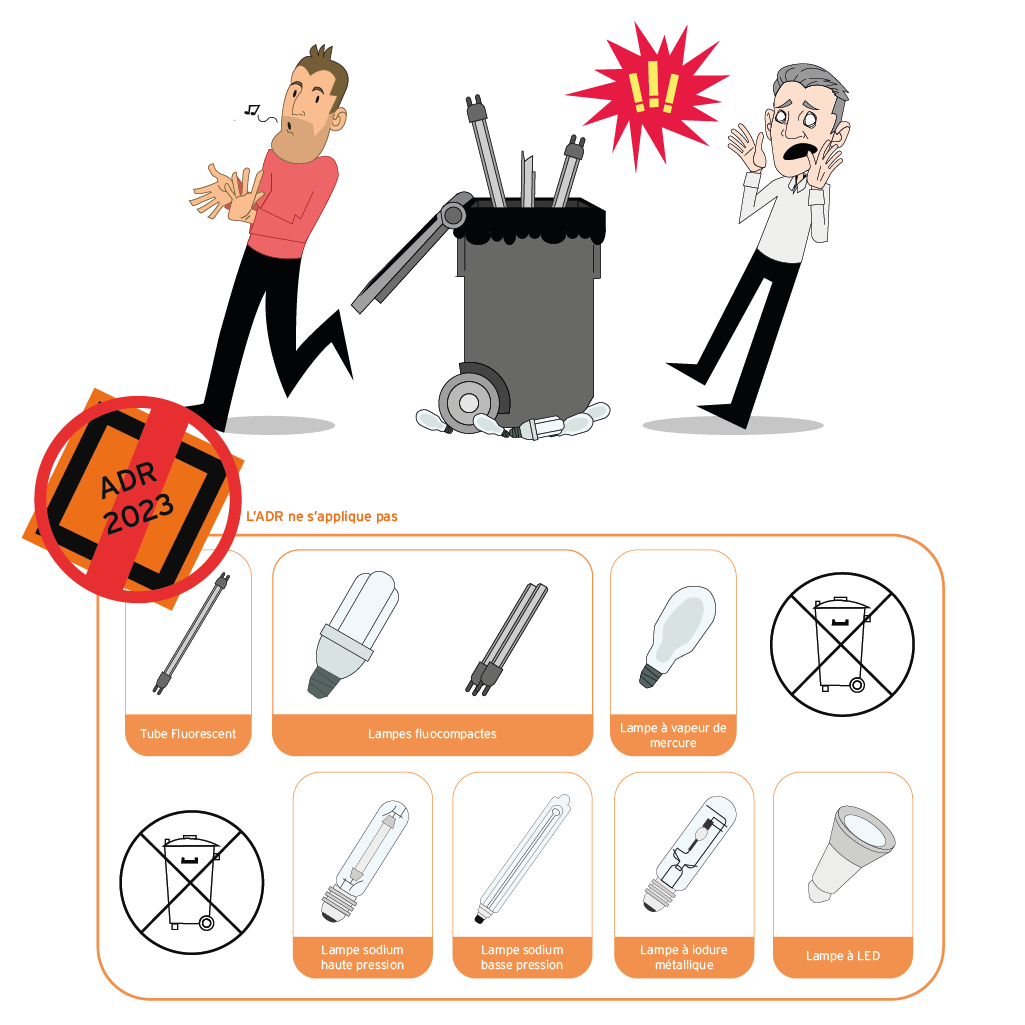 !!!
ADR
2023
L'ADR ne s'applique pas
Tube Fluorescent
Lampes fluocompactes
Lampe à vapeur de
mercure
Lampe sodium
haute pression
Lampe sodium
basse pression
Lampe à iodure
métallique
Lampe à LED